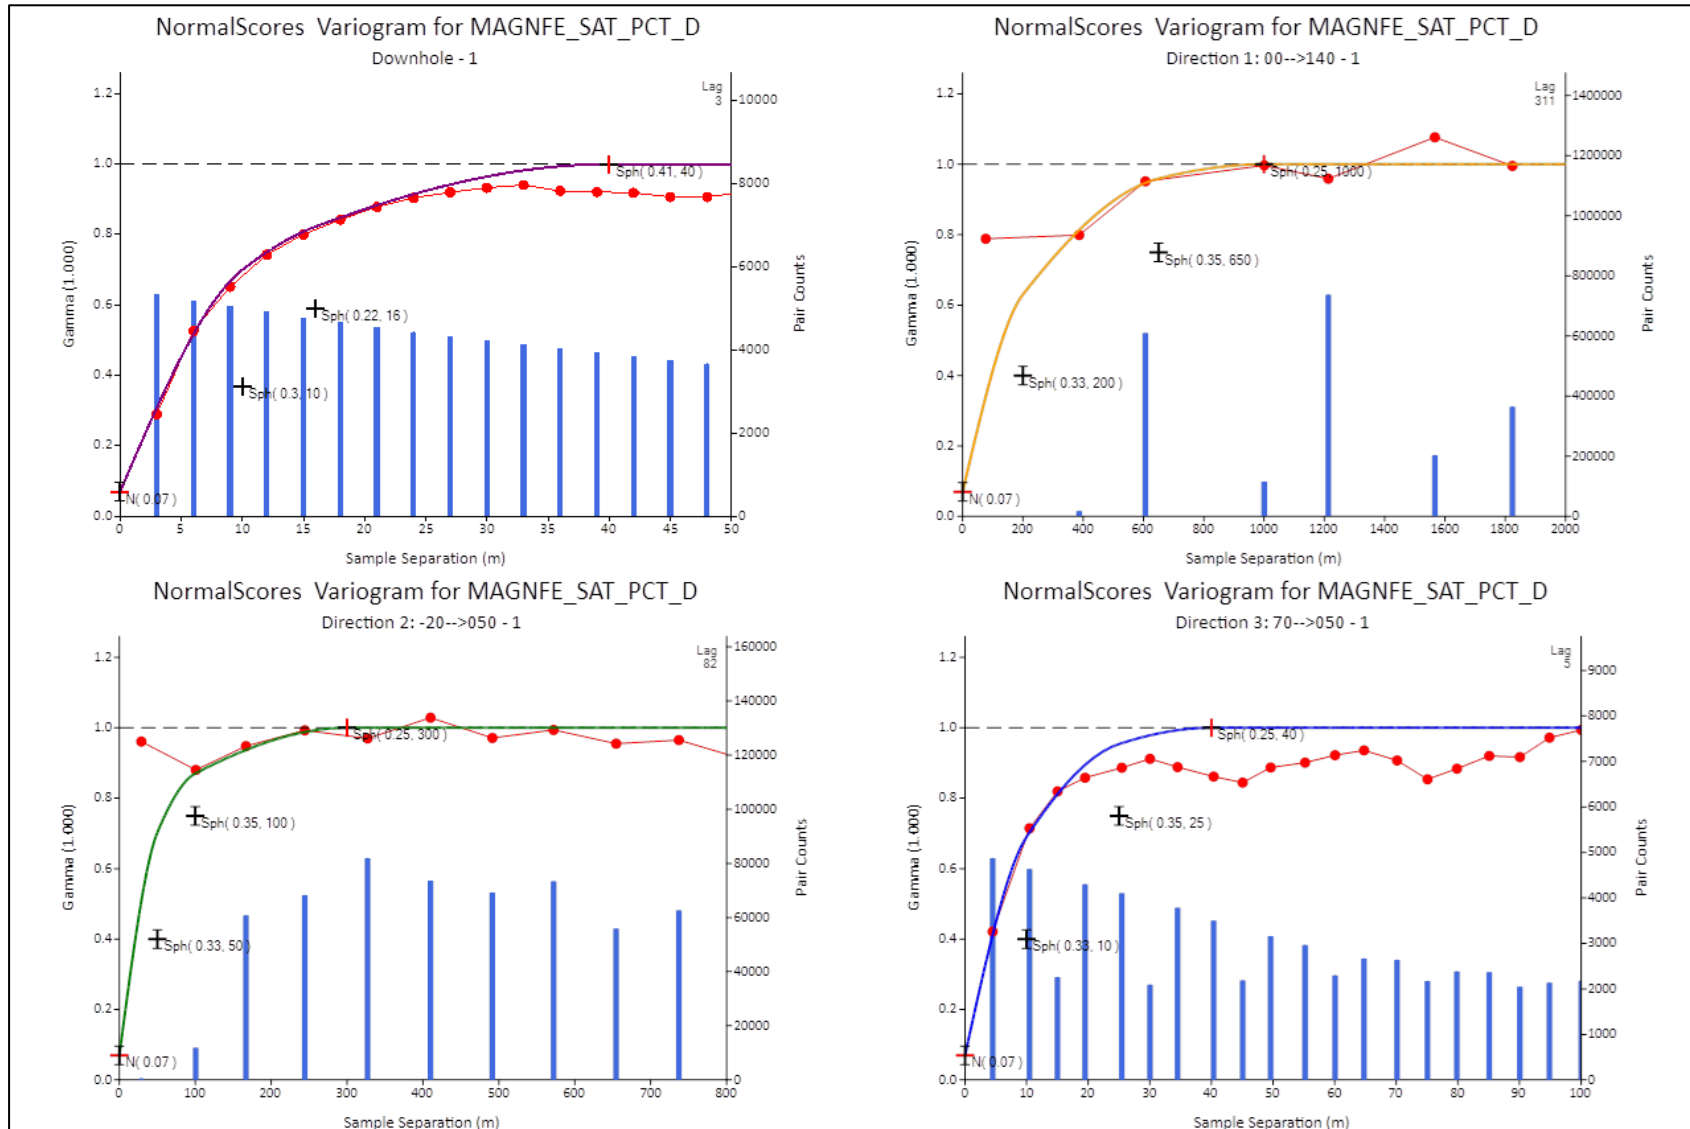 NormalScores Variogram for MAGNFE_SAT_PCT_D
Downhole - 1
Lag
3
1.2
1.0
0.8
0.6
0.4
0.2
0.0
Gamma (1.000)
10000
8000
6000
4000
2000
0
Pair Counts
Sph( 0.41, 40 )
Sph( 0.22, 16 )
Sph( 0.3, 10 )
N( 0.07 )
0 5 10 15 20 25 30 35 40 45 50
Sample Separation (m)
NormalScores Variogram for MAGNFE_SAT_PCT_D
Direction 1: 00-->140 - 1
Lag
311
1.2
1.0
0.8
0.6
0.4
0.2
0.0
Gamma (1.000)
1400000
1200000
1000000
800000
600000
400000
200000
0
Pair Counts
Sph( 0.25, 1000 )
Sph( 0.35, 650 )
Sph( 0.33, 200 )
N( 0.07 )
0 200 400 600 800 1000 1200 1400 1600 1800 2000
Sample Separation (m)
NormalScores Variogram for MAGNFE_SAT_PCT_D
Direction 2: -20-->050 - 1
Lag
82
1.2
1.0
0.8
0.6
0.4
0.2
0.0
Gamma (1.000)
160000
140000
120000
100000
80000
60000
40000
20000
0
Pair Counts
Sph( 0.25, 300 )
Sph( 0.35, 100 )
Sph( 0.33, 50 )
N( 0.07 )
0 100 200 300 400 500 600 700 800
Sample Separation (m)
NormalScores Variogram for MAGNFE_SAT_PCT_D
Direction 3: 70-->050 - 1
Lag
5
1.2
1.0
0.8
0.6
0.4
0.2
0.0
Gamma (1.000)
9000
8000
7000
6000
5000
4000
3000
2000
1000
0
Pair Counts
Sph( 0.25, 40 )
Sph( 0.35, 25 )
Sph( 0.33, 10 )
N( 0.07 )
0 10 20 30 40 50 60 70 80 90 100
Sample Separation (m)